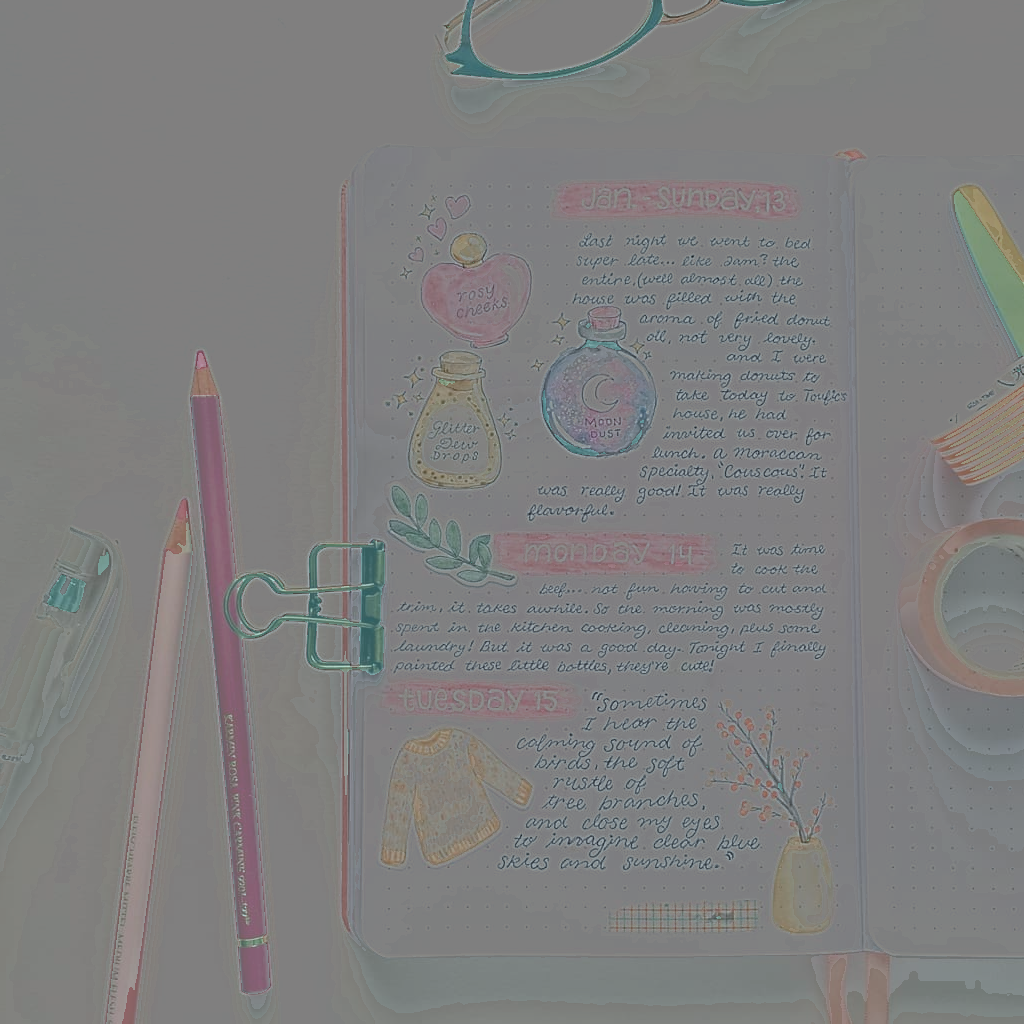 Jan - Sunday 13
Last night we went to bed
super late... like 2am? the
entire, (well almost all) the
house was filled with the
aroma of fried donut
oil, not very lovely.
and I were
making donuts to
take today to Toufic's
house, he had
invited us over for
lunch. A Moraccan
specialty, "Couscous". It
was really good! It was really
flavorful.
rosy
cheeks
Glitter
Dew
Drops
MOON
DUST
monday 14
It was time
to cook the
beef... not fun having to cut and
trim, it takes awhile. So the morning was mostly
spent in the kitchen cooking, cleaning, plus some
laundry! But it was a good day. Tonight I finally
painted these little bottles, they're cute!
tuesday 15
"Sometimes
I hear the
calming sound of
birds, the soft
rustle of
tree branches,
and close my eyes
to imagine clear blue
skies and sunshine."